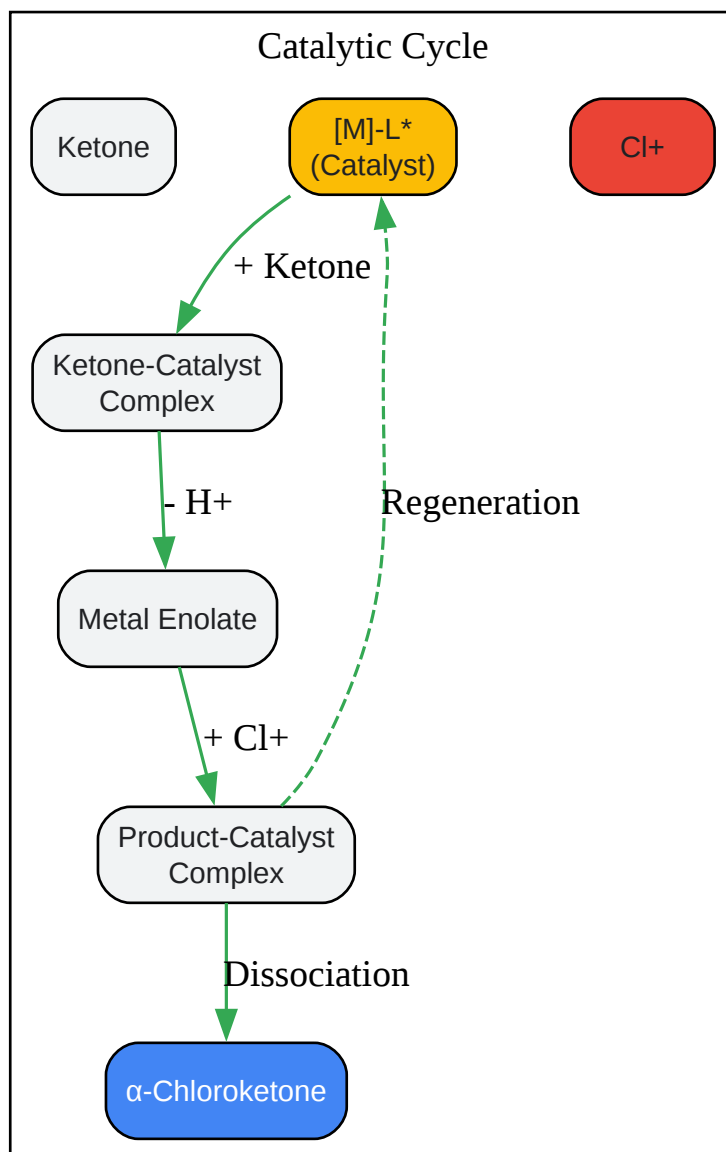 Catalytic Cycle
Ketone
[M]-L*
(Catalyst)
Cl+
+ Ketone
Ketone-Catalyst
Complex
- H+
Regeneration
Metal Enolate
+ Cl+
Product-Catalyst
Complex
Dissociation
α-Chloroketone